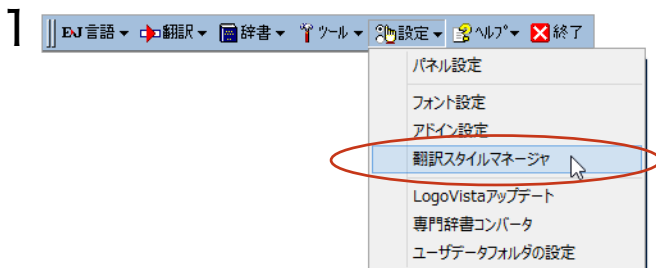 1
EJ言語▼ 翻訳▼ 辞書▼ ツール▼ 設定▼ ヘルプ▼ 終了
パネル設定
フォント設定
アドイン設定
翻訳スタイルマネージャ
LogoVistaアップデート
専門辞書コンバータ
ユーザデータフォルダの設定